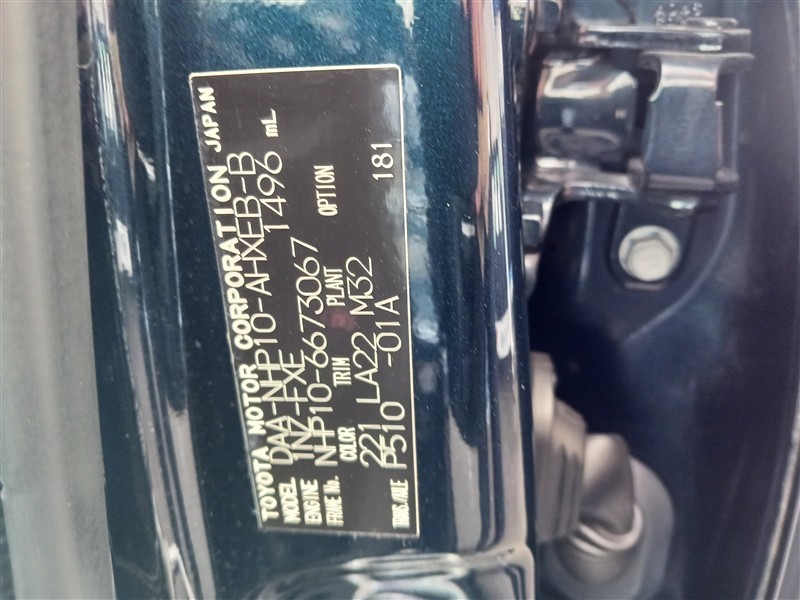 TOYOTA MOTOR CORPORATION JAPAN
MODEL DAA-NHP10-AHXEB-B
ENGINE 1NZ-FXE 1496 mL
FRAME No. NHP10-6673067
COLOR TRIM PLANT OPTION
221 LA22 M32
TRANS./AXLE P510 -01A 181